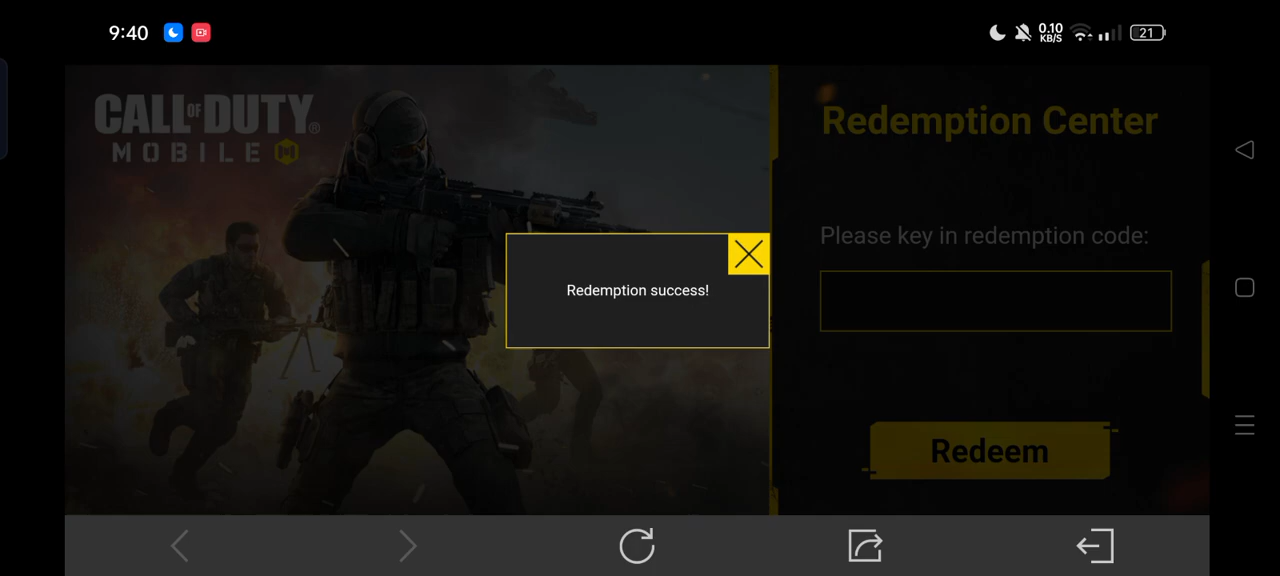 9:40
0.10
KB/S
21
CALL OF DUTY®
MOBILE
Redemption Center
Please key in redemption code:
Redemption success!
Redeem